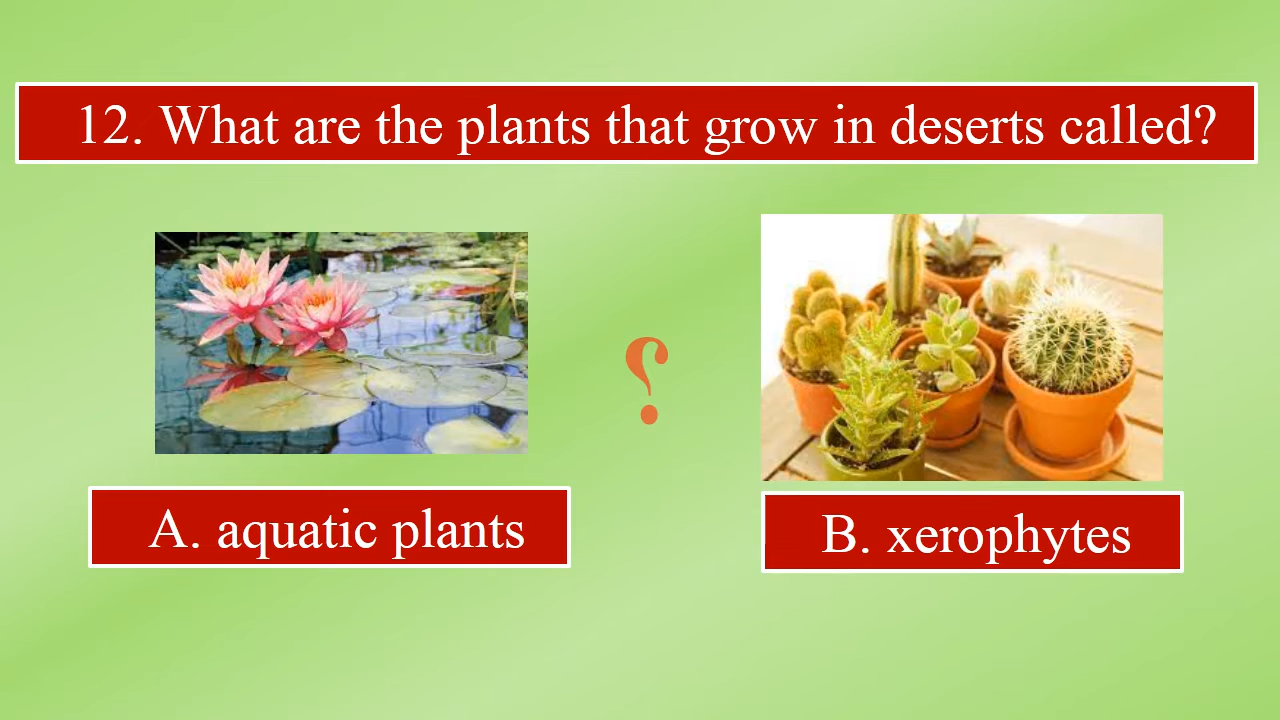 12. What are the plants that grow in deserts called?
؟
A. aquatic plants
B. xerophytes